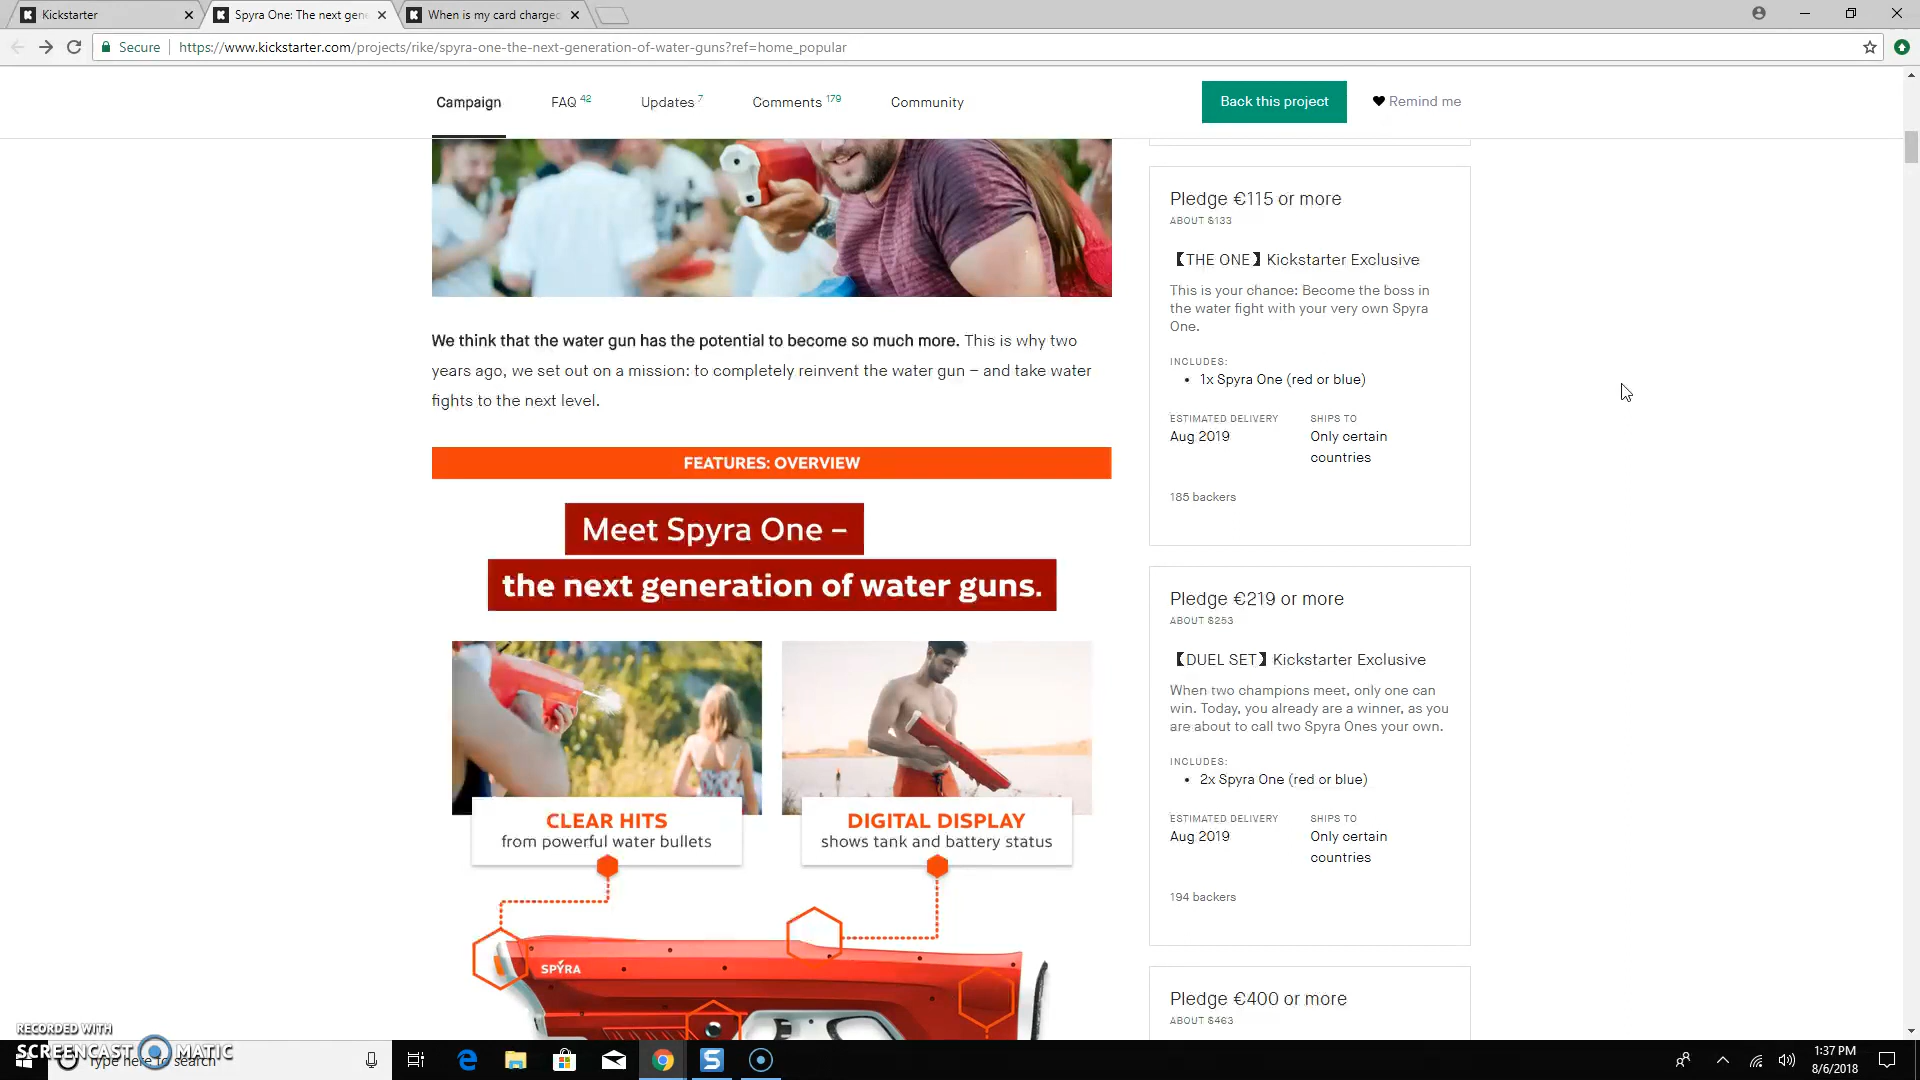 Kickstarter
Spyra One: The next gen
When is my card charged
Secure
https://www.kickstarter.com/projects/rike/spyra-one-the-next-generation-of-water-guns?ref=home_popular
Campaign
FAQ 42
Updates 7
Comments 179
Community
Back this project
Remind me
We think that the water gun has the potential to become so much more. This is why two
years ago, we set out on a mission: to completely reinvent the water gun – and take water
fights to the next level.
FEATURES: OVERVIEW
Meet Spyra One –
the next generation of water guns.
CLEAR HITS
from powerful water bullets
DIGITAL DISPLAY
shows tank and battery status
SPYRA
Pledge €115 or more
ABOUT $133
【THE ONE】Kickstarter Exclusive
This is your chance: Become the boss in
the water fight with your very own Spyra
One.
INCLUDES:
• 1x Spyra One (red or blue)
ESTIMATED DELIVERY
Aug 2019
SHIPS TO
Only certain
countries
185 backers
Pledge €219 or more
ABOUT $253
【DUEL SET】Kickstarter Exclusive
When two champions meet, only one can
win. Today, you already are a winner, as you
are about to call two Spyra Ones your own.
INCLUDES:
• 2x Spyra One (red or blue)
ESTIMATED DELIVERY
Aug 2019
SHIPS TO
Only certain
countries
194 backers
Pledge €400 or more
ABOUT $463
RECORDED WITH
SCREENCAST MATIC
Type here to search
1:37 PM
8/6/2018